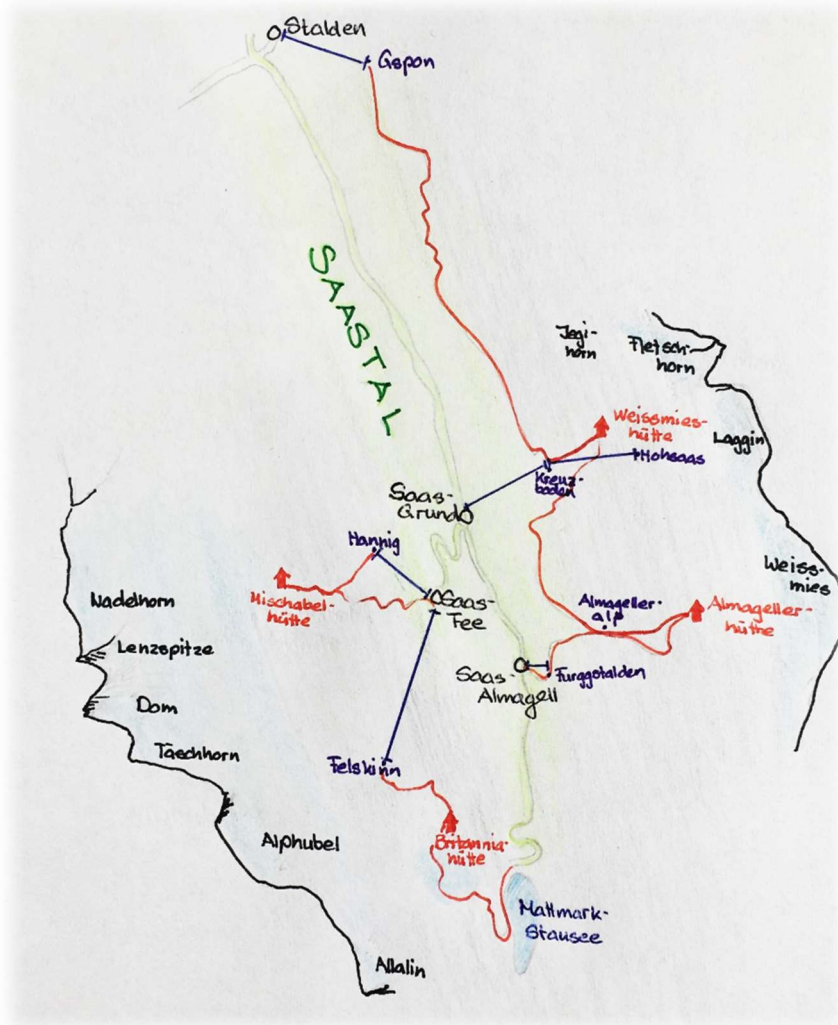 Stalden
Gspon
SAASTAL
Jegi-
horn
Fletsch-
horn
Weissmies-
hütte
Laggin
Hohsaas
Kreuz-
boden
Saas-
Grund
Hannig
Weiss-
mies
Mischabel-
hütte
Saas-
Fee
Almageller-
alp
Almageller-
hütte
Nadelhorn
Lenzspitze
Dom
Taeschhorn
Saas-
Almagell
Furggstalden
Felskinn
Alphubel
Britannia-
hütte
Mattmark-
Stausee
Allalin